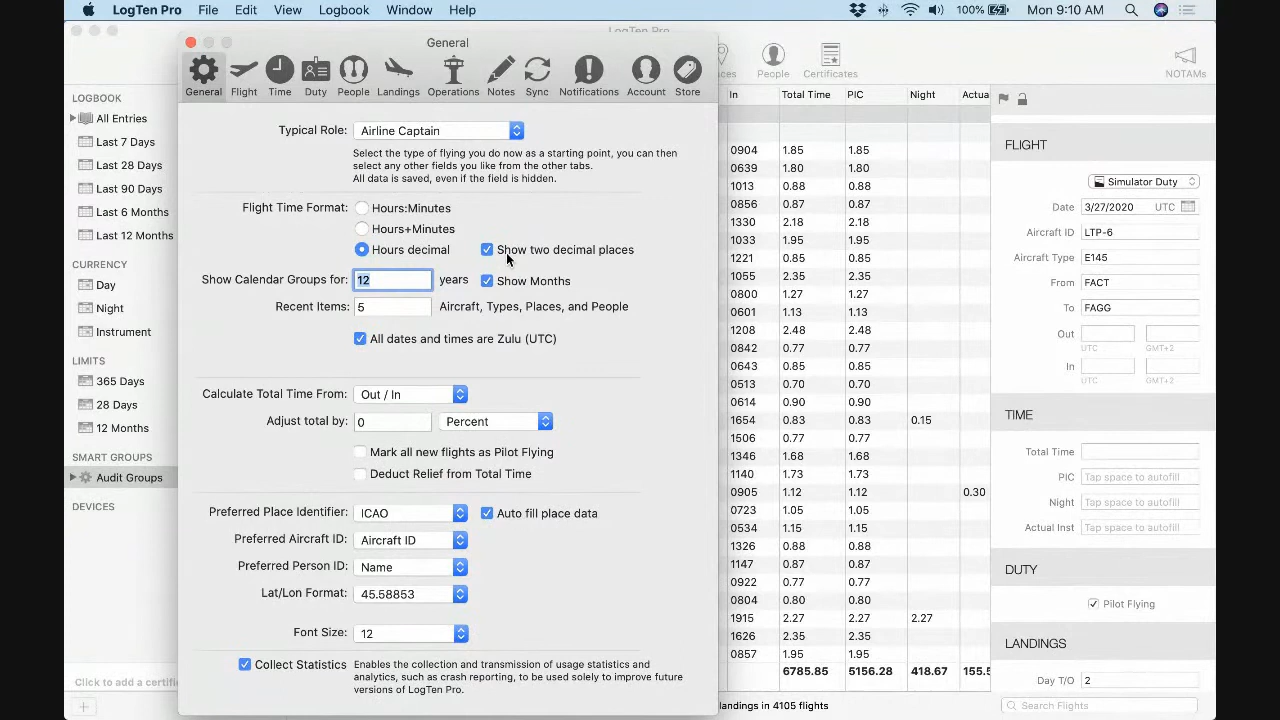 LogTen Pro File Edit View Logbook Window Help 100% Mon 9:10 AM
General
General Flight Time Duty People Landings Operations Notes Sync Notifications Account Store
People Certificates NOTAMs
LOGBOOK
All Entries
Last 7 Days
Last 28 Days
Last 90 Days
Last 6 Months
Last 12 Months
CURRENCY
Day
Night
Instrument
LIMITS
365 Days
28 Days
12 Months
SMART GROUPS
Audit Groups
DEVICES
Click to add a certifi
Typical Role: Airline Captain
Select the type of flying you do now as a starting point, you can then
select any other fields you like from the other tabs.
All data is saved, even if the field is hidden.
Flight Time Format: Hours:Minutes
Hours+Minutes
Hours decimal Show two decimal places
Show Calendar Groups for: 12 years Show Months
Recent Items: 5 Aircraft, Types, Places, and People
All dates and times are Zulu (UTC)
Calculate Total Time From: Out / In
Adjust total by: 0 Percent
Mark all new flights as Pilot Flying
Deduct Relief from Total Time
Preferred Place Identifier: ICAO Auto fill place data
Preferred Aircraft ID: Aircraft ID
Preferred Person ID: Name
Lat/Lon Format: 45.58853
Font Size: 12
Collect Statistics Enables the collection and transmission of usage statistics and
analytics, such as crash reporting, to be used solely to improve future
versions of LogTen Pro.
In Total Time PIC Night Actua
0904 1.85 1.85
0639 1.80 1.80
1013 0.88 0.88
0856 0.87 0.87
1330 2.18 2.18
1033 1.95 1.95
1221 0.85 0.85
1055 2.35 2.35
0800 1.27 1.27
0601 1.13 1.13
1208 2.48 2.48
0842 0.77 0.77
0643 0.85 0.85
0513 0.70 0.70
0614 0.90 0.90
1654 0.83 0.83 0.15
1506 0.77 0.77
1346 1.68 1.68
1140 1.73 1.73
0905 1.12 1.12 0.30
0723 1.05 1.05
0534 1.15 1.15
1326 0.88 0.88
1147 0.87 0.87
0922 0.77 0.77
0804 0.80 0.80
1915 2.27 2.27 2.27
1626 2.35 2.35
0857 1.95 1.95
6785.85 5156.28 418.67 155.5
landings in 4105 flights
FLIGHT
Simulator Duty
Date 3/27/2020 UTC
Aircraft ID LTP-6
Aircraft Type E145
From FACT
To FAGG
Out
UTC GMT+2
In
UTC GMT+2
TIME
Total Time
PIC Tap space to autofill
Night Tap space to autofill
Actual Inst Tap space to autofill
DUTY
Pilot Flying
LANDINGS
Day T/O 2
Search Flights